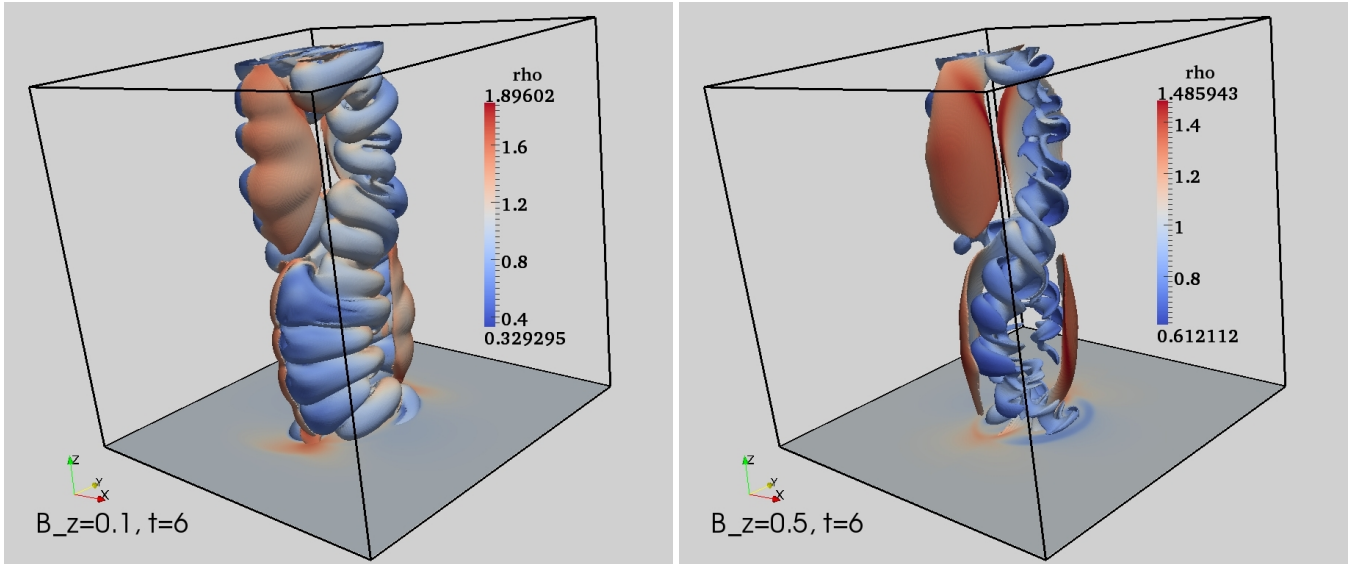 rho
1.89602
1.6
1.2
0.8
0.4
0.329295
Z
Y
X
B_z=0.1, t=6
rho
1.485943
1.4
1.2
1
0.8
0.612112
Z
Y
X
B_z=0.5, t=6